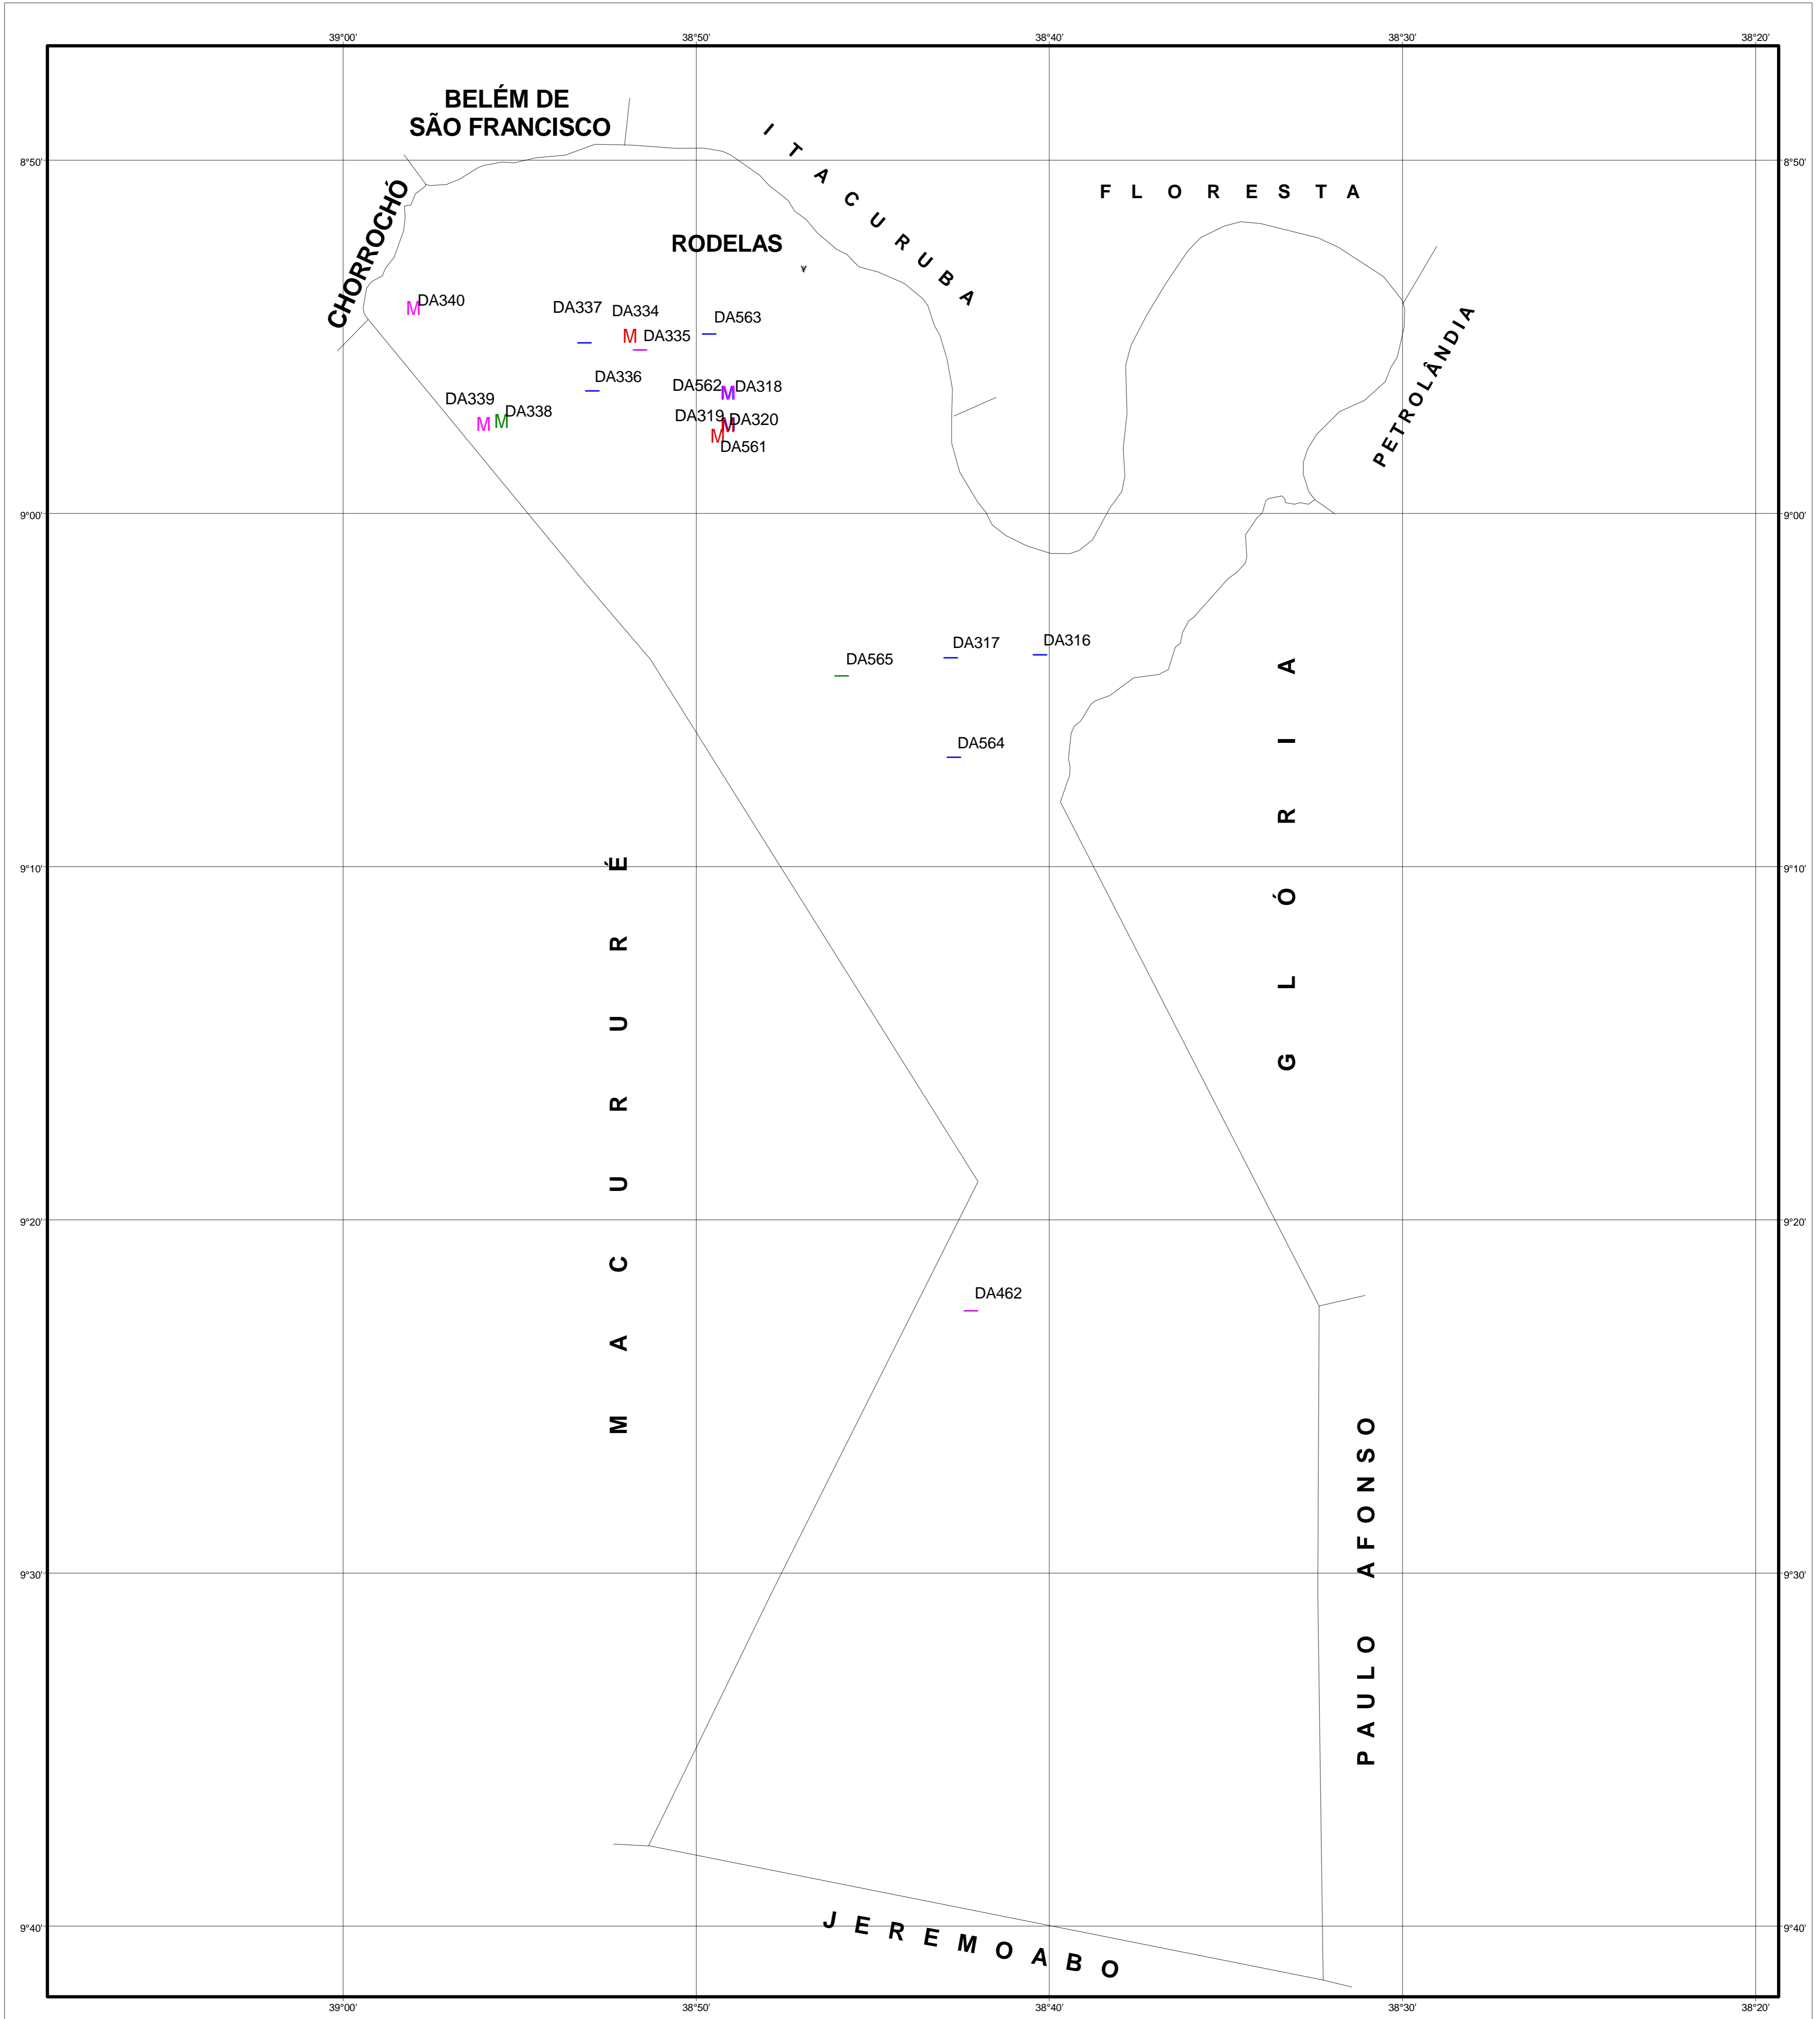 39°00' 38°50' 38°40' 38°30' 38°20'
BELÉM DE
SÃO FRANCISCO
ITACURUBA
8°50' 8°50'
FLORESTA
CHORROCHÓ
RODELAS
PETROLÂNDIA
DA340
M
DA337
DA334
M
DA335
DA563
DA336
DA562
M
DA318
DA339
M
M
DA338
DA319
M
DA320
M
DA561
9°00' 9°00'
DA317
DA316
DA565
DA564
GLÓRIA
9°10' 9°10'
MACURURÉ
9°20' 9°20'
DA462
PAULO AFONSO
9°30' 9°30'
9°40' 9°40'
JEREMOABO
39°00' 38°50' 38°40' 38°30' 38°20'